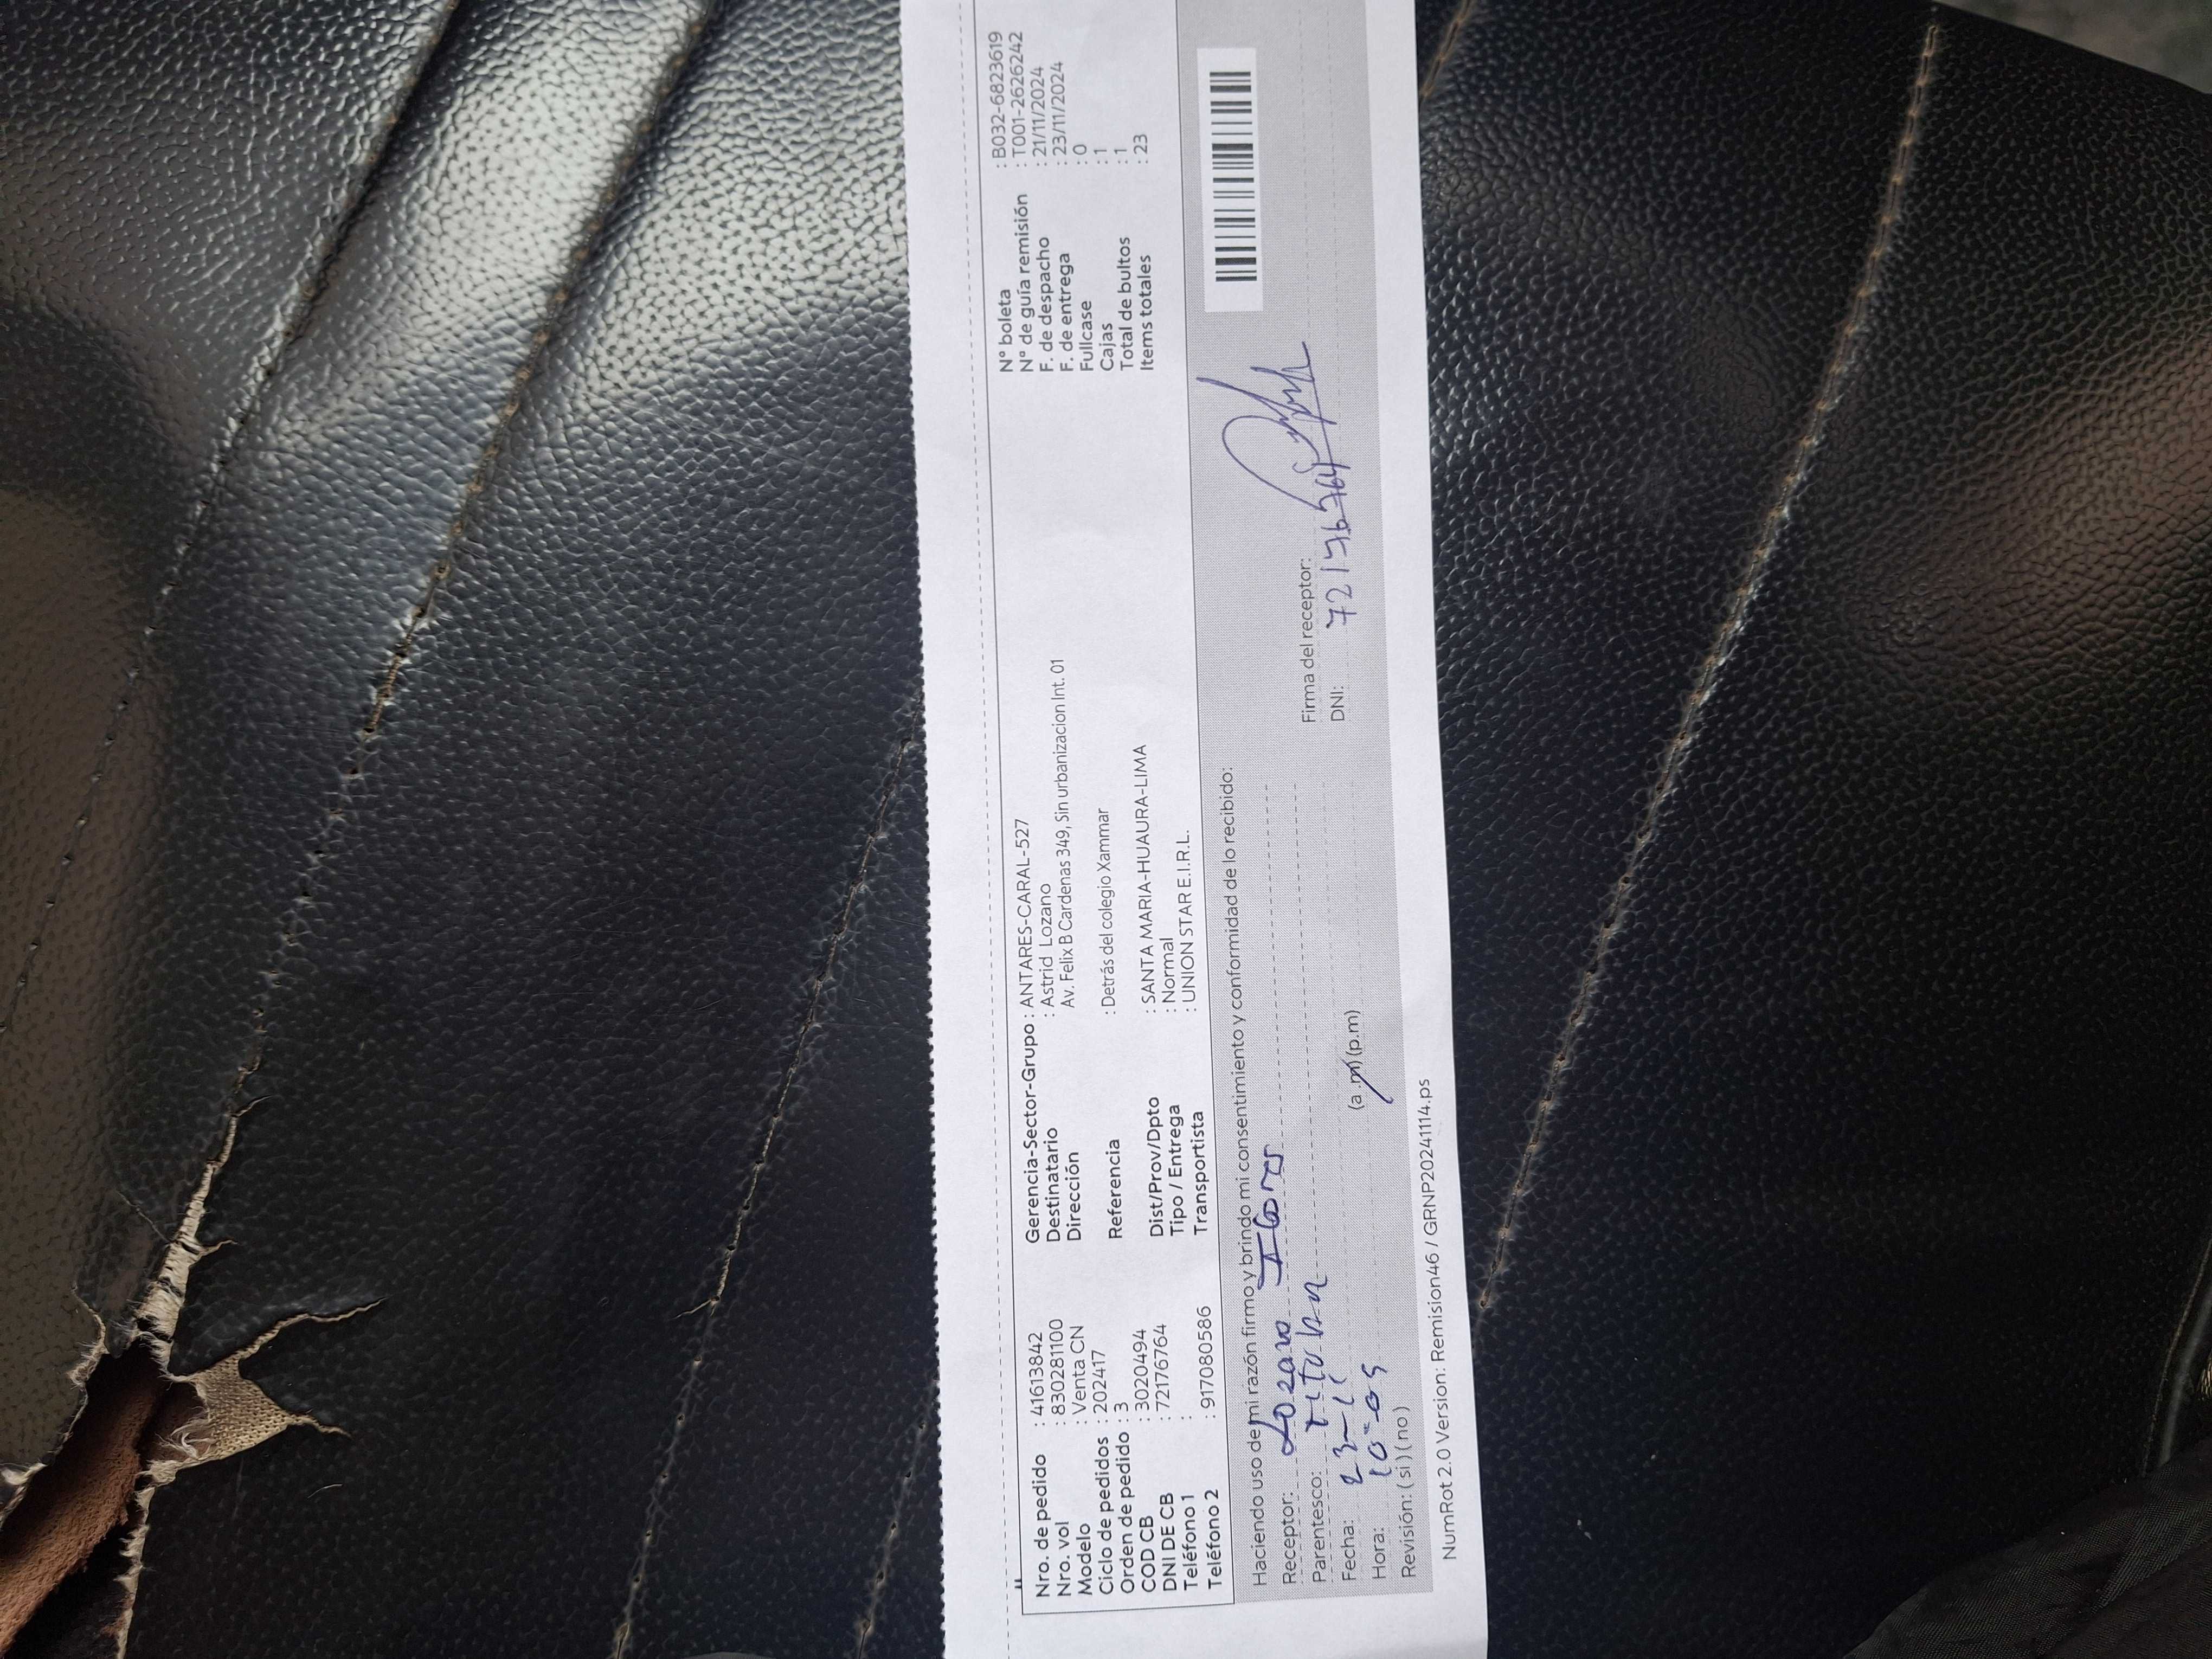 Nro. de pedido : 41613842
Nro. vol : 830281100
Modelo : Venta CN
Ciclo de pedidos : 202417
Orden de pedido : 3
COD CB : 3020494
DNI DE CB : 72176764
Teléfono 1 :
Teléfono 2 : 917080586
Gerencia-Sector-Grupo : ANTARES-CARAL-527
Destinatario : Astrid Lozano
Dirección Av. Felix B Cardenas 349, Sin urbanizacion Int. 01
Referencia : Detrás del colegio Xammar
Dist/Prov/Dpto : SANTA MARIA-HUAURA-LIMA
Tipo / Entrega : Normal
Transportista : UNION STAR E.I.R.L.
N° boleta : B032-6823619
N° de guía remisión : T001-2626242
F. de despacho : 21/11/2024
F. de entrega : 23/11/2024
Fullcase : 0
Cajas : 1
Total de bultos : 1
Items totales : 23
Haciendo uso de mi razón firmo y brindo mi consentimiento y conformidad de lo recibido:
Receptor: Lozano
Parentesco:
Fecha: 23-11
Hora: 10-05 (a.m) (p.m)
Revisión: ( si ) ( no )
Firma del receptor:
DNI: 72176764
NumRot 2.0 Version: Remision46 / GRNP20241114.ps